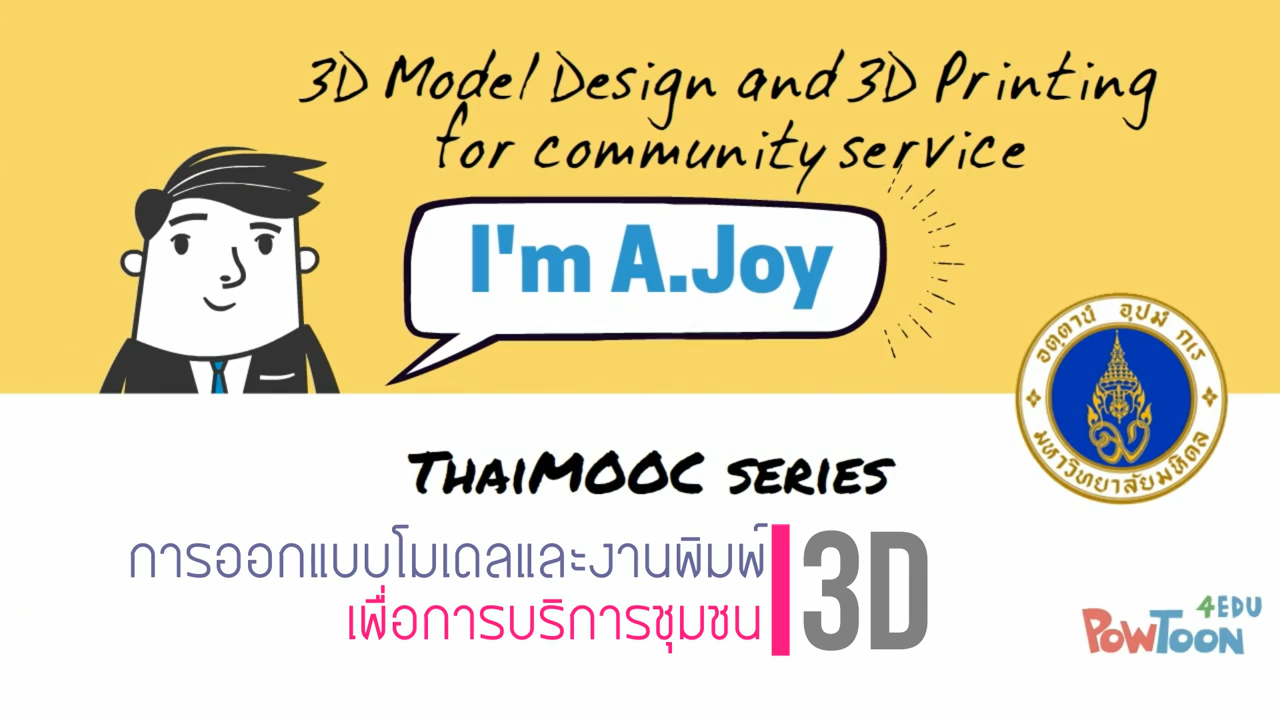 3D Model Design and 3D Printing
for community service
I'm A.Joy
อตฺตานํ อุปมํ กเร
มหาวิทยาลัยมหิดล
THAIMOOC SERIES
การออกแบบโมเดลและงานพิมพ์
เพื่อการบริการชุมชน
3D
4EDU
POWTOON